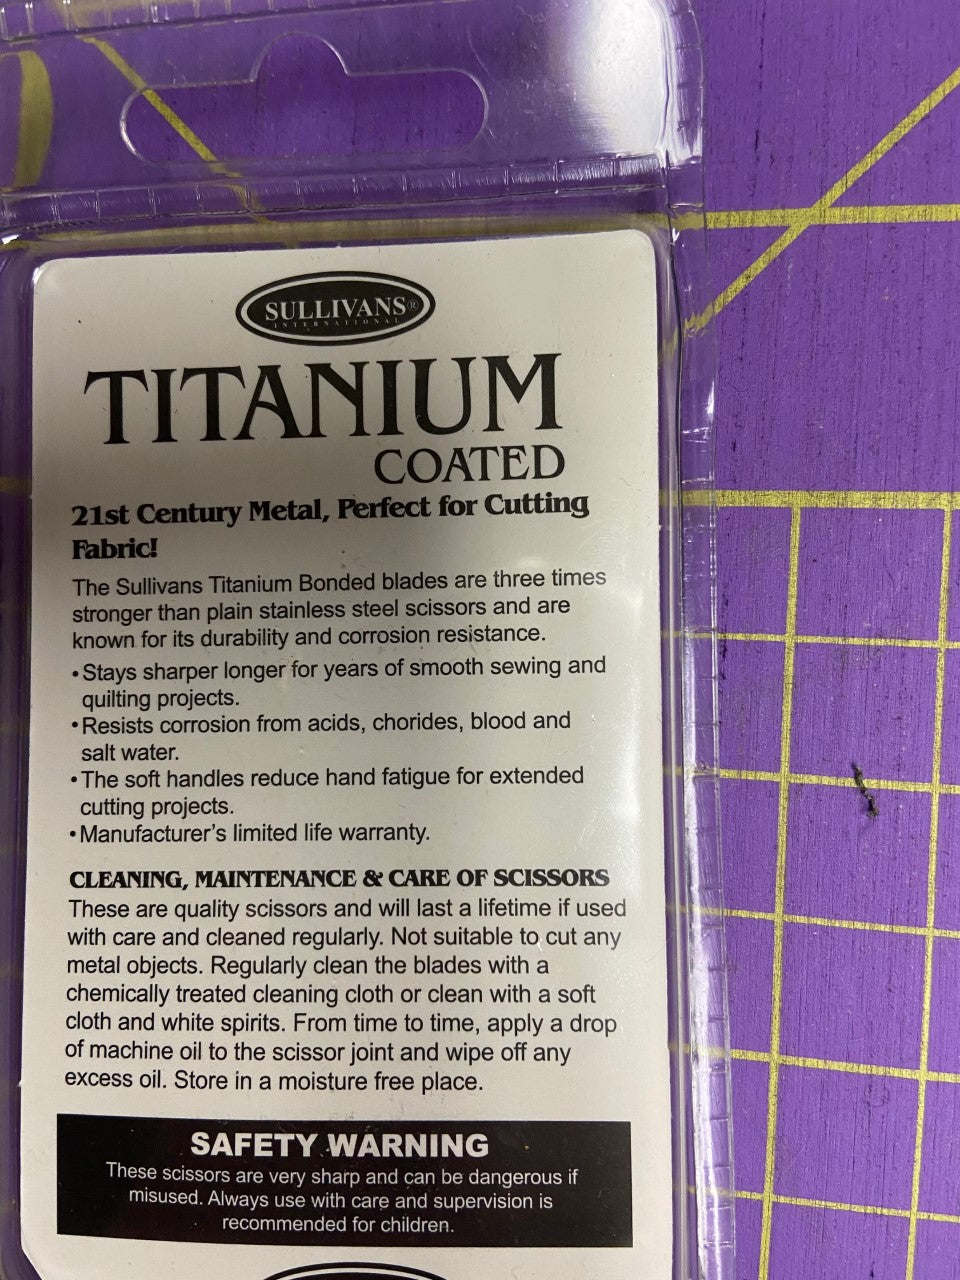 SULLIVANS®
INTERNATIONAL
TITANIUM
COATED
21st Century Metal, Perfect for Cutting
Fabric!
The Sullivans Titanium Bonded blades are three times
stronger than plain stainless steel scissors and are
known for its durability and corrosion resistance.
•Stays sharper longer for years of smooth sewing and
quilting projects.
•Resists corrosion from acids, chorides, blood and
salt water.
•The soft handles reduce hand fatigue for extended
cutting projects.
•Manufacturer's limited life warranty.
CLEANING, MAINTENANCE & CARE OF SCISSORS
These are quality scissors and will last a lifetime if used
with care and cleaned regularly. Not suitable to cut any
metal objects. Regularly clean the blades with a
chemically treated cleaning cloth or clean with a soft
cloth and white spirits. From time to time, apply a drop
of machine oil to the scissor joint and wipe off any
excess oil. Store in a moisture free place.
SAFETY WARNING
These scissors are very sharp and can be dangerous if
misused. Always use with care and supervision is
recommended for children.